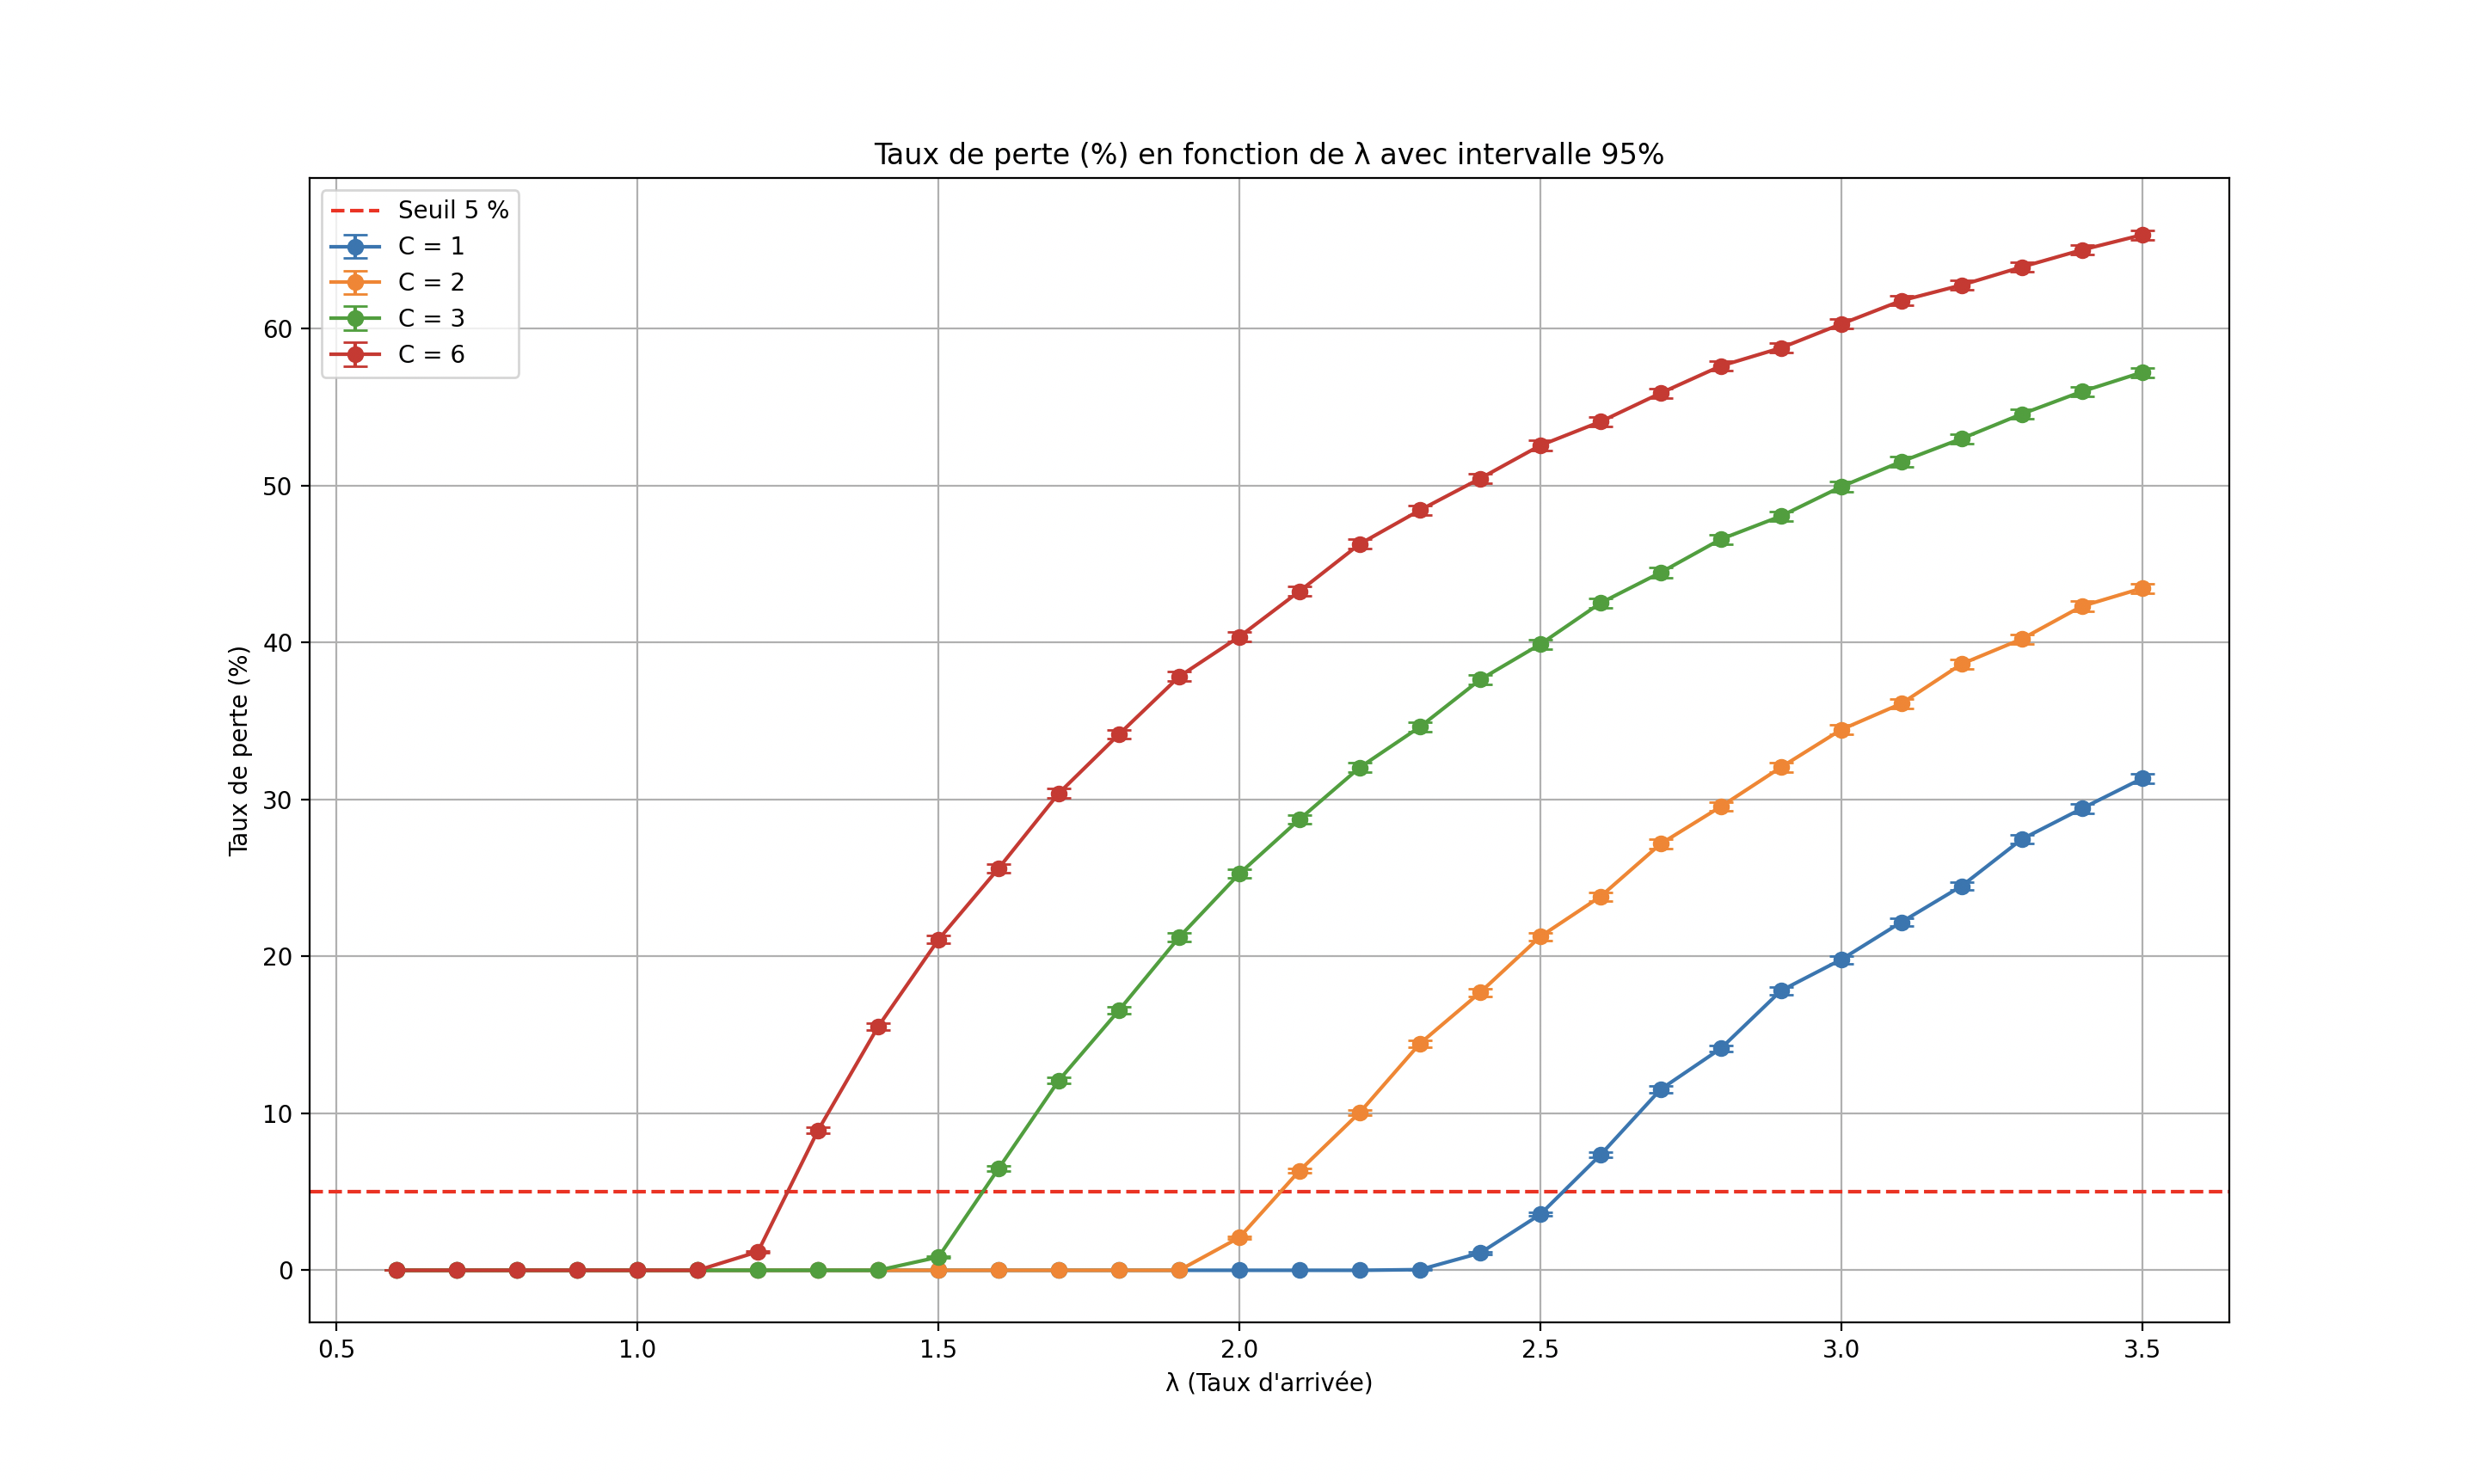 Taux de perte (%) en fonction de λ avec intervalle 95%
Seuil 5 %
C = 1
C = 2
C = 3
C = 6
Taux de perte (%)
60
50
40
30
20
10
0
0.5 1.0 1.5 2.0 2.5 3.0 3.5
λ (Taux d'arrivée)